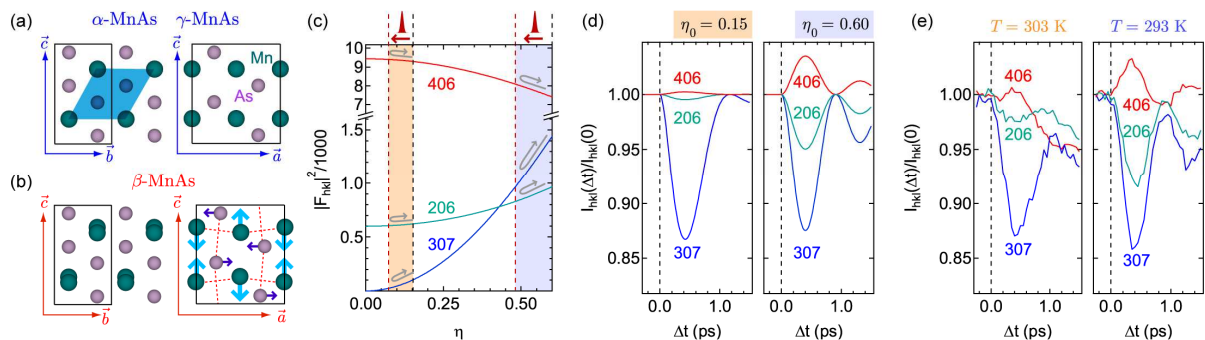 (a)
α-MnAs
γ-MnAs
c⃗
b⃗
c⃗
a⃗
Mn
As
(b)
β-MnAs
c⃗
b⃗
c⃗
a⃗
(c)
|F_hkl|²/1000
10
9
8
7
1.5
1.0
0.5
0.00
0.25
0.50
η
406
206
307
(d)
η₀ = 0.15
η₀ = 0.60
I_hkl(Δt)/I_hkl(0)
1.00
0.95
0.90
0.85
406
206
307
406
206
307
0.0
1.0
0.0
1.0
Δt (ps)
Δt (ps)
(e)
T = 303 K
T = 293 K
I_hkl(Δt)/I_hkl(0)
1.00
0.95
0.90
0.85
406
206
307
406
206
307
0.0
1.0
0.0
1.0
Δt (ps)
Δt (ps)